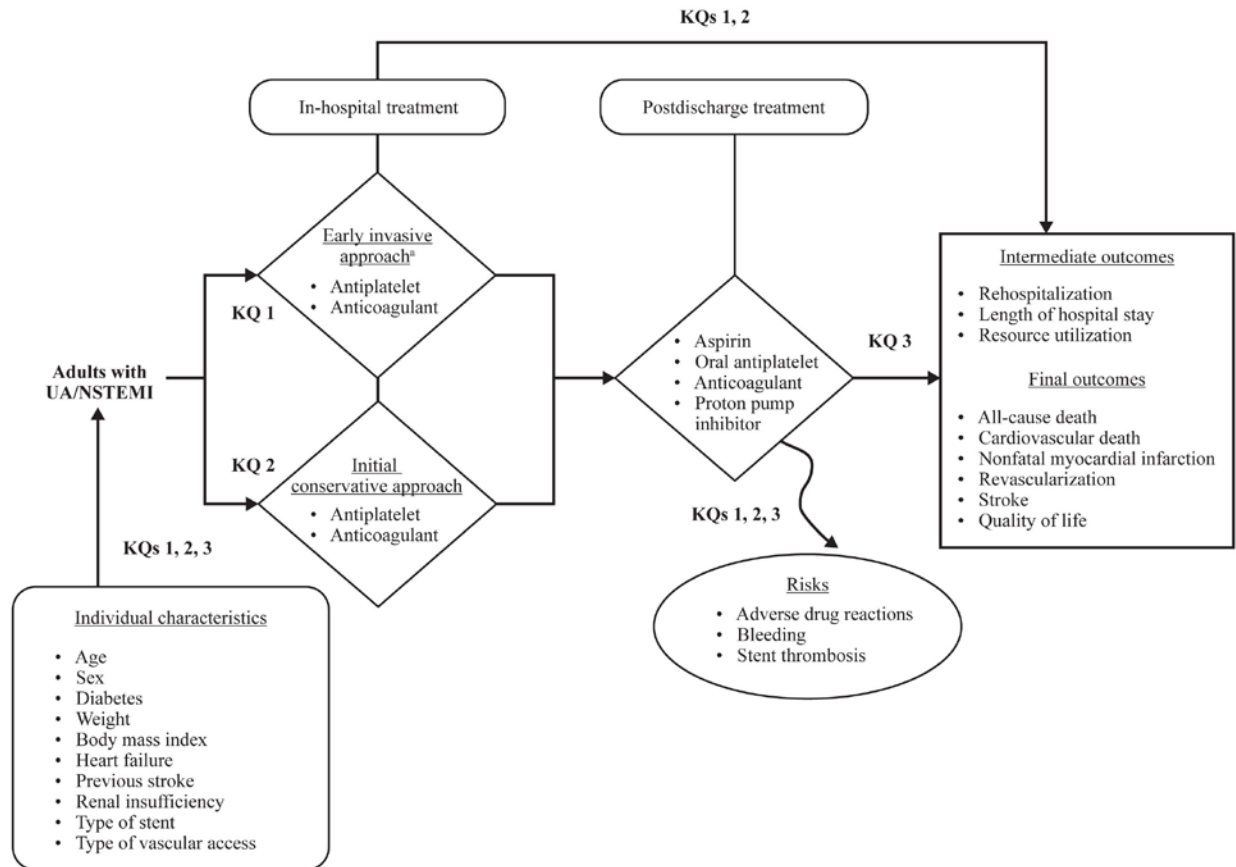 KQs 1, 2
In-hospital treatment
Postdischarge treatment
Early invasive
approachᵃ
• Antiplatelet
• Anticoagulant
KQ 1
Adults with
UA/NSTEMI
KQ 2
Initial
conservative approach
• Antiplatelet
• Anticoagulant
• Aspirin
• Oral antiplatelet
• Anticoagulant
• Proton pump
inhibitor
KQ 3
Intermediate outcomes
• Rehospitalization
• Length of hospital stay
• Resource utilization
Final outcomes
• All-cause death
• Cardiovascular death
• Nonfatal myocardial infarction
• Revascularization
• Stroke
• Quality of life
KQs 1, 2, 3
Risks
• Adverse drug reactions
• Bleeding
• Stent thrombosis
KQs 1, 2, 3
Individual characteristics
• Age
• Sex
• Diabetes
• Weight
• Body mass index
• Heart failure
• Previous stroke
• Renal insufficiency
• Type of stent
• Type of vascular access